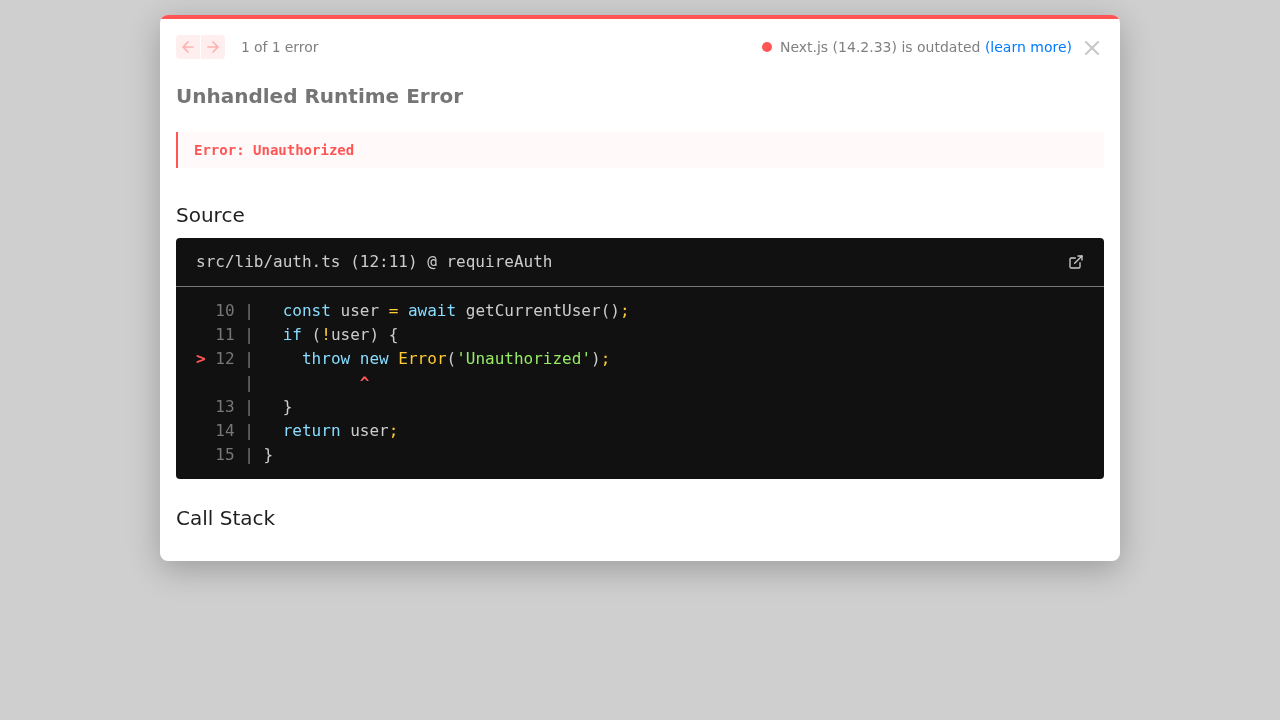 1 of 1 error
Next.js (14.2.33) is outdated (learn more)
Unhandled Runtime Error
Error: Unauthorized
Source
src/lib/auth.ts (12:11) @ requireAuth
  10 |   const user = await getCurrentUser();
  11 |   if (!user) {
> 12 |     throw new Error('Unauthorized');
     |           ^
  13 |   }
  14 |   return user;
  15 | }
Call Stack